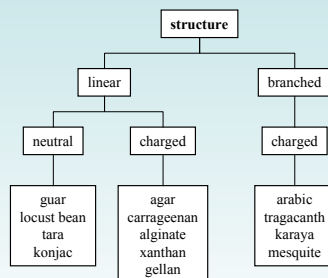 structure
linear
branched
neutral
charged
charged
guar
locust bean
tara
konjac
agar
carrageenan
alginate
xanthan
gellan
arabic
tragacanth
karaya
mesquite